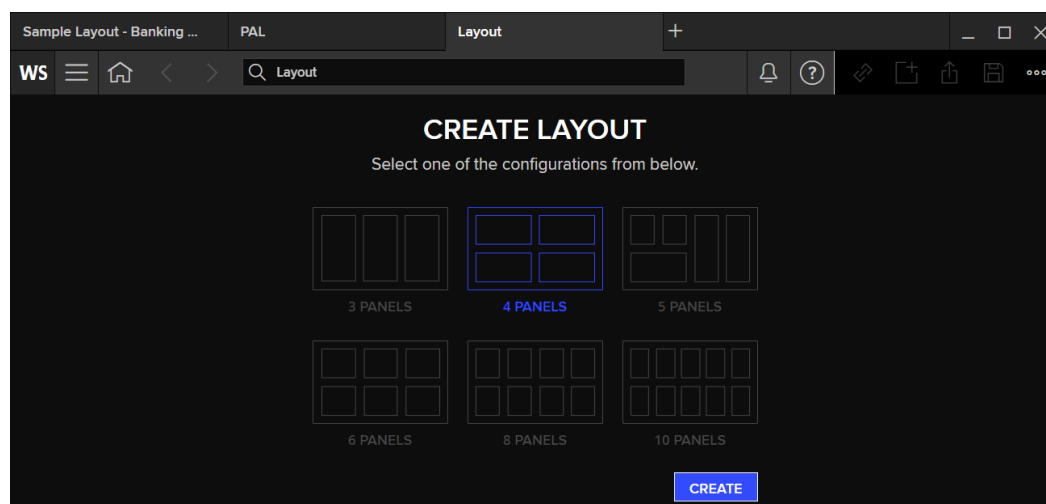 Sample Layout - Banking ... PAL Layout
WS Layout
CREATE LAYOUT
Select one of the configurations from below.
3 PANELS 4 PANELS 5 PANELS
6 PANELS 8 PANELS 10 PANELS
CREATE